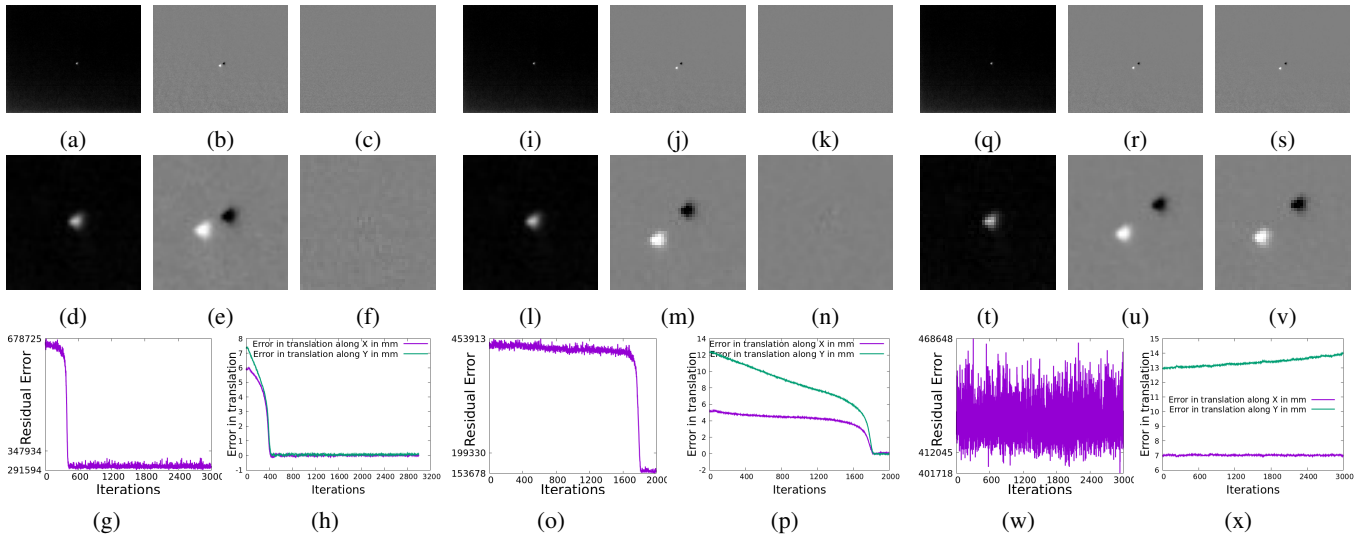 (a) (b) (c) (i) (j) (k) (q) (r) (s)
(d) (e) (f) (l) (m) (n) (t) (u) (v)
678725
347934
291594
Residual Error
0 600 1200 1800 2400 3000
Iterations
(g)
8
7
6
5
4
3
2
1
0
-1
Error in translation
Error in translation along X in mm
Error in translation along Y in mm
0 400 800 1200 1600 2000 2400 2800 3200
Iterations
(h)
453913
199330
153678
Residual Error
0 400 800 1200 1600 2000
Iterations
(o)
14
12
10
8
6
4
2
0
-2
Error in translation
Error in translation along X in mm
Error in translation along Y in mm
0 400 800 1200 1600 2000
Iterations
(p)
468648
412045
401718
Residual Error
0 600 1200 1800 2400 3000
Iterations
(w)
15
14
13
12
11
10
9
8
7
6
Error in translation
Error in translation along X in mm
Error in translation along Y in mm
0 600 1200 1800 2400 3000
Iterations
(x)